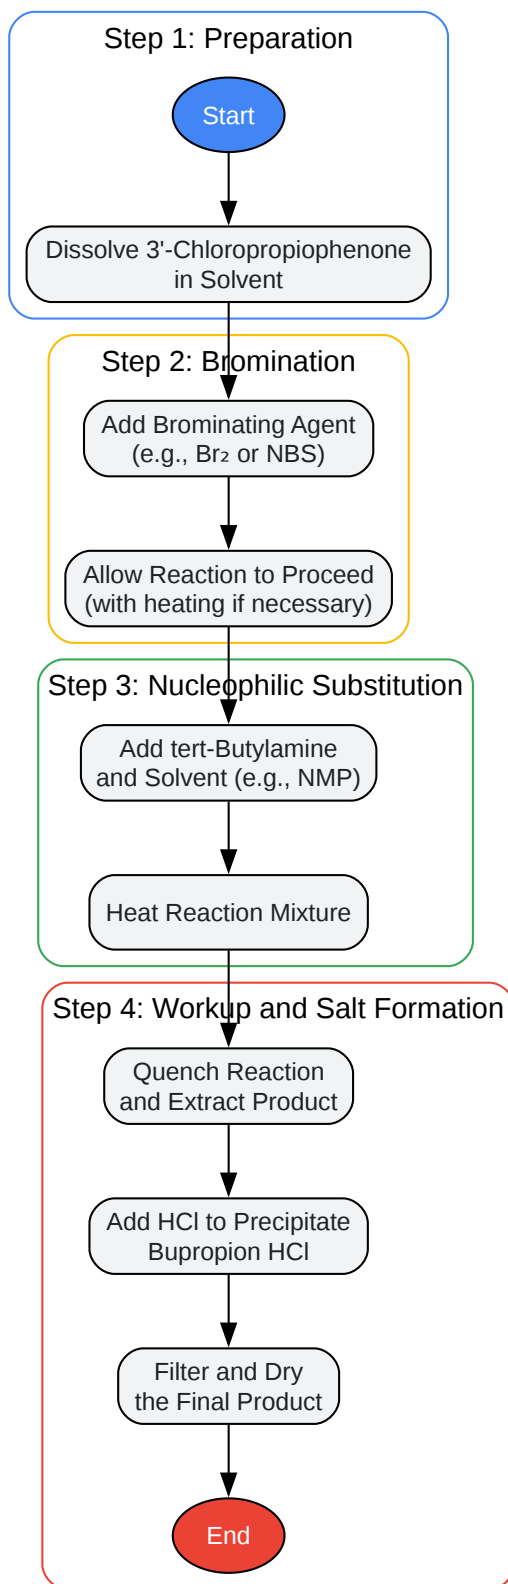 Step 1: Preparation
Start
Dissolve 3'-Chloropropiophenone
in Solvent
Step 2: Bromination
Add Brominating Agent
(e.g., Br₂ or NBS)
Allow Reaction to Proceed
(with heating if necessary)
Step 3: Nucleophilic Substitution
Add tert-Butylamine
and Solvent (e.g., NMP)
Heat Reaction Mixture
Step 4: Workup and Salt Formation
Quench Reaction
and Extract Product
Add HCl to Precipitate
Bupropion HCl
Filter and Dry
the Final Product
End